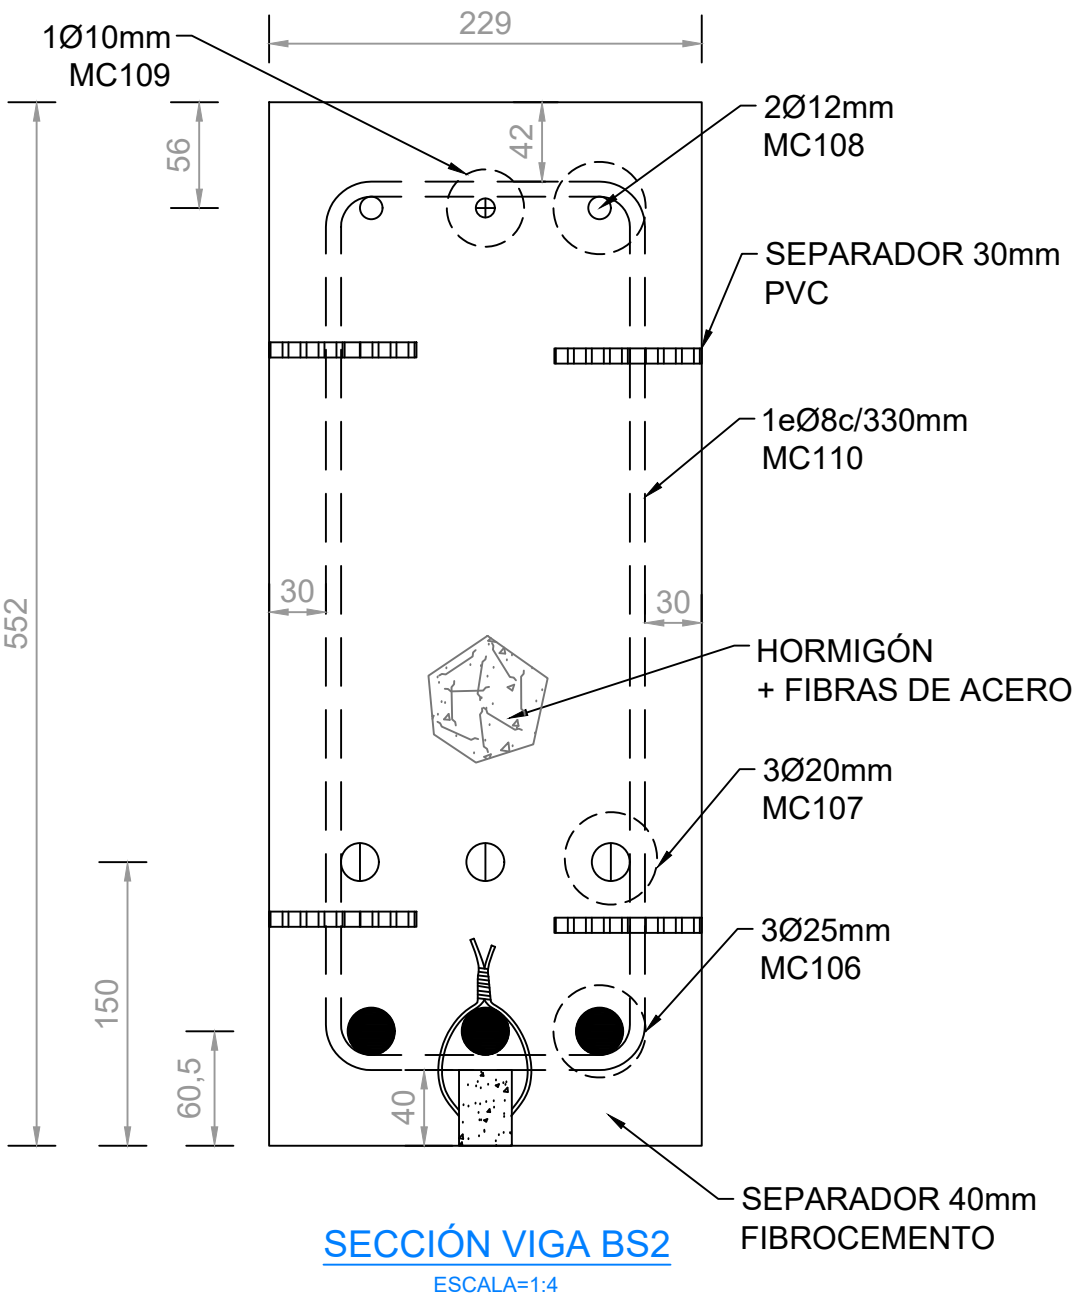 229
1Ø10mm
MC109
56
42
2Ø12mm
MC108
SEPARADOR 30mm
PVC
1eØ8c/330mm
MC110
552
30
30
HORMIGÓN
+ FIBRAS DE ACERO
3Ø20mm
MC107
3Ø25mm
MC106
150
60,5
40
SEPARADOR 40mm
FIBROCEMENTO
SECCIÓN VIGA BS2
ESCALA=1:4